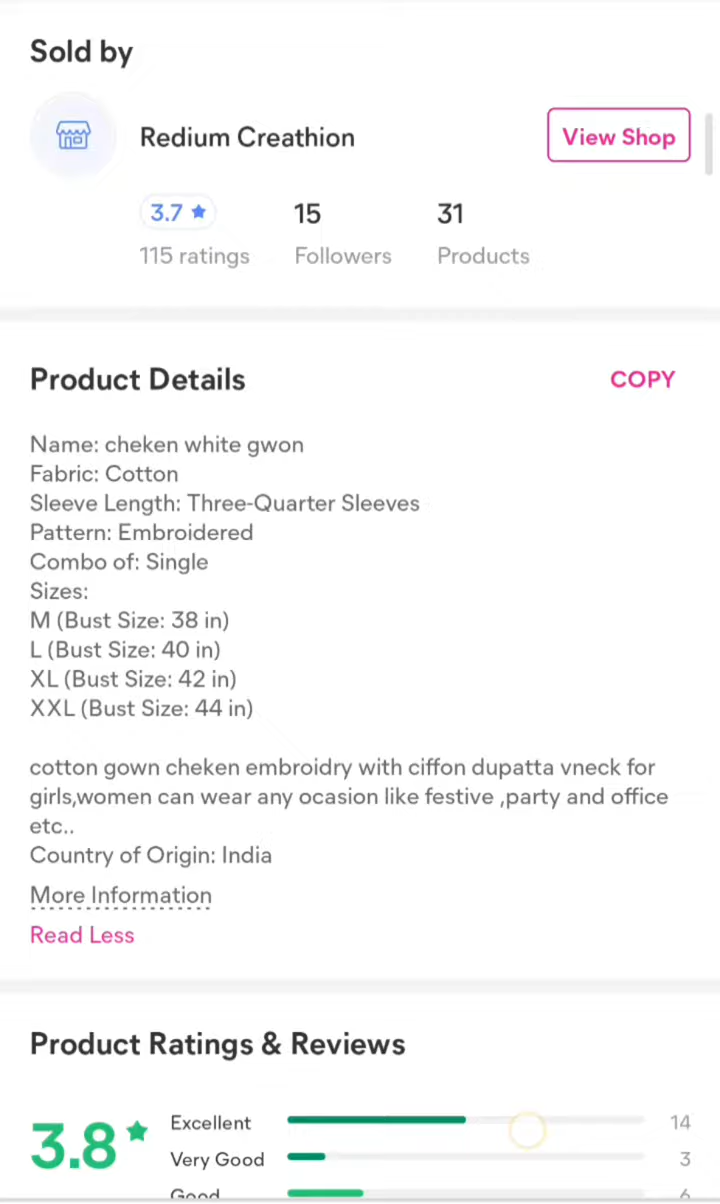 Sold by
Redium Creathion
View Shop
3.7 ★
15
31
115 ratings
Followers
Products
Product Details
COPY
Name: cheken white gwon
Fabric: Cotton
Sleeve Length: Three-Quarter Sleeves
Pattern: Embroidered
Combo of: Single
Sizes:
M (Bust Size: 38 in)
L (Bust Size: 40 in)
XL (Bust Size: 42 in)
XXL (Bust Size: 44 in)
cotton gown cheken embroidry with ciffon dupatta vneck for
girls,women can wear any ocasion like festive ,party and office
etc..
Country of Origin: India
More Information
Read Less
Product Ratings & Reviews
3.8 ★
Excellent
14
Very Good
3
Good
6